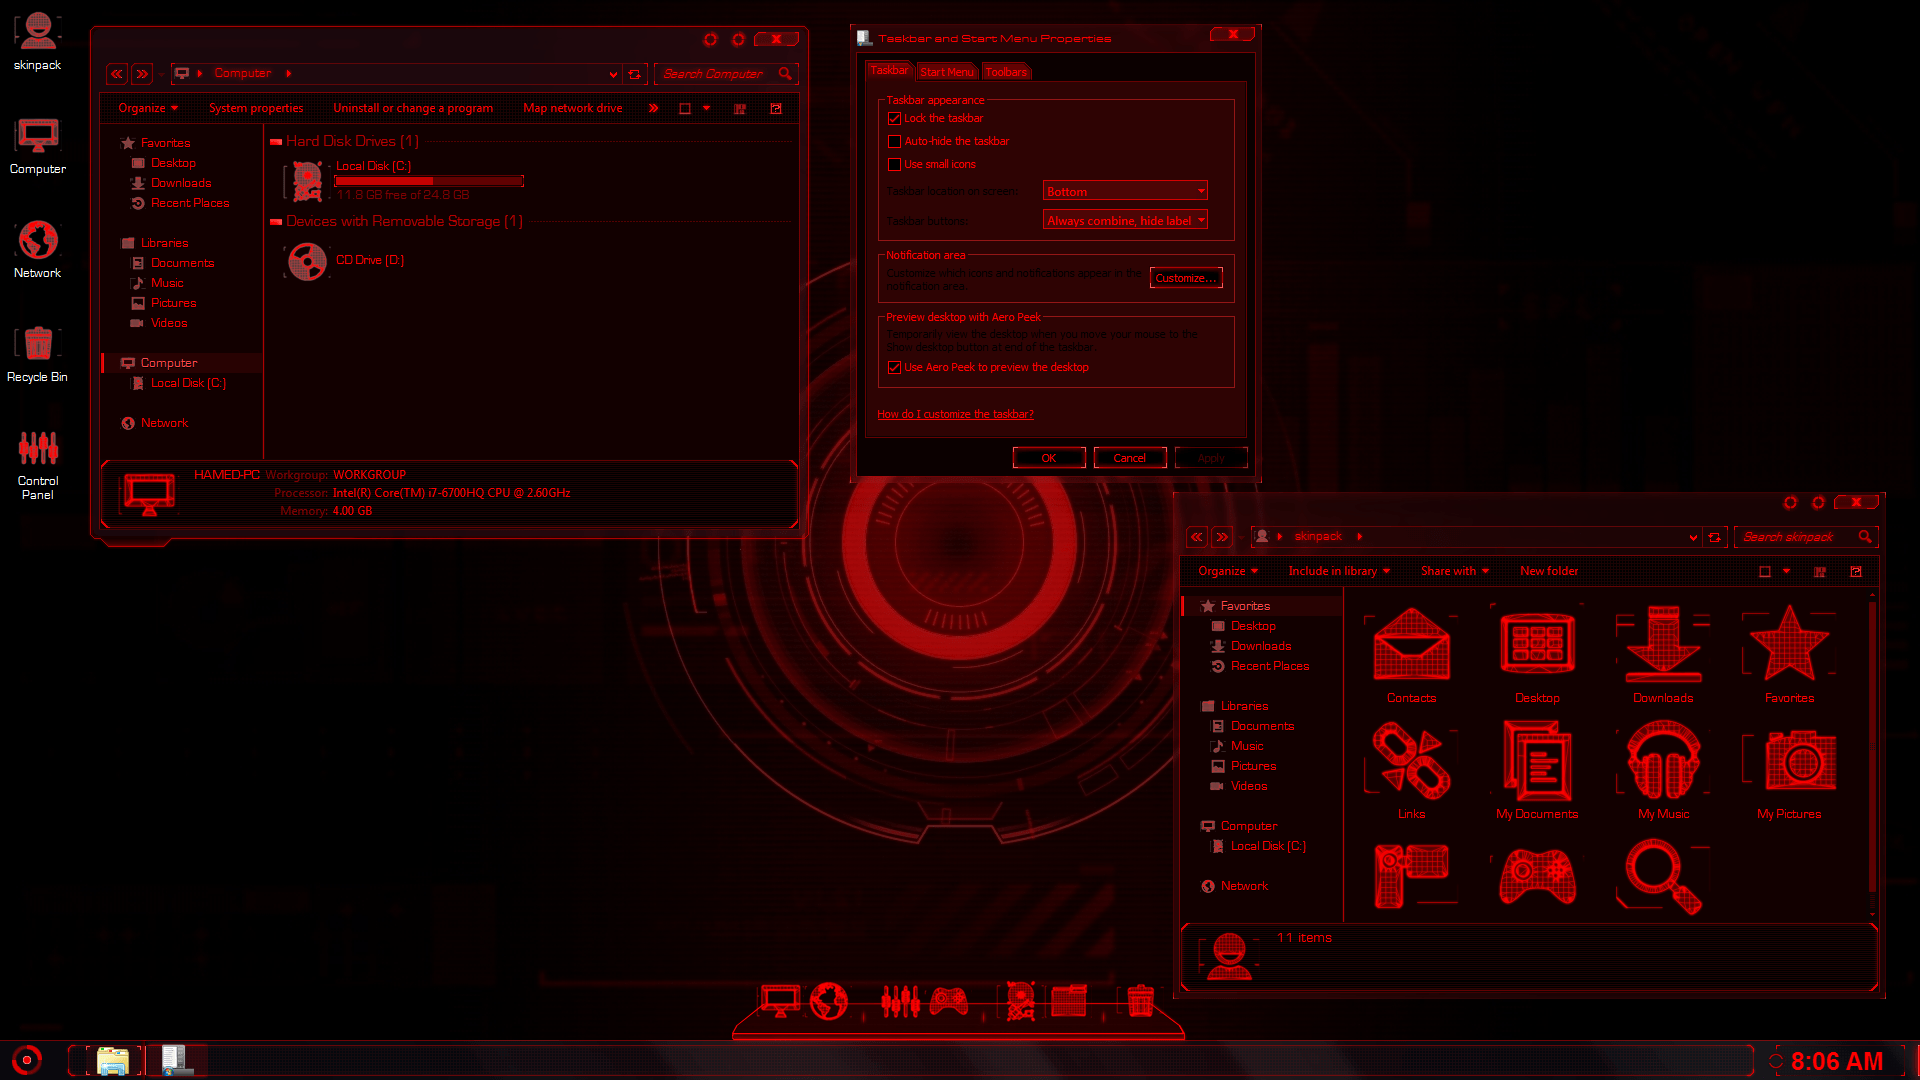 skinpack
Computer
Network
Recycle Bin
Control
Panel
Computer
Search Computer
Organize
System properties
Uninstall or change a program
Map network drive
Favorites
Desktop
Downloads
Recent Places
Libraries
Documents
Music
Pictures
Videos
Computer
Local Disk (C:)
Network
Hard Disk Drives (1)
Local Disk (C:)
11.8 GB free of 24.8 GB
Devices with Removable Storage (1)
CD Drive (D:)
HAMED-PC Workgroup: WORKGROUP
Processor: Intel(R) Core(TM) i7-6700HQ CPU @ 2.60GHz
Memory: 4.00 GB
Taskbar and Start Menu Properties
Taskbar Start Menu Toolbars
Taskbar appearance
Lock the taskbar
Auto-hide the taskbar
Use small icons
Taskbar location on screen: Bottom
Taskbar buttons: Always combine, hide label
Notification area
Customize which icons and notifications appear in the
notification area.
Customize...
Preview desktop with Aero Peek
Temporarily view the desktop when you move your mouse to the
Show desktop button at end of the taskbar.
Use Aero Peek to preview the desktop
How do I customize the taskbar?
OK Cancel Apply
skinpack
Search skinpack
Organize
Include in library
Share with
New folder
Favorites
Desktop
Downloads
Recent Places
Libraries
Documents
Music
Pictures
Videos
Computer
Local Disk (C:)
Network
Contacts
Desktop
Downloads
Favorites
Links
My Documents
My Music
My Pictures
11 items
8:06 AM